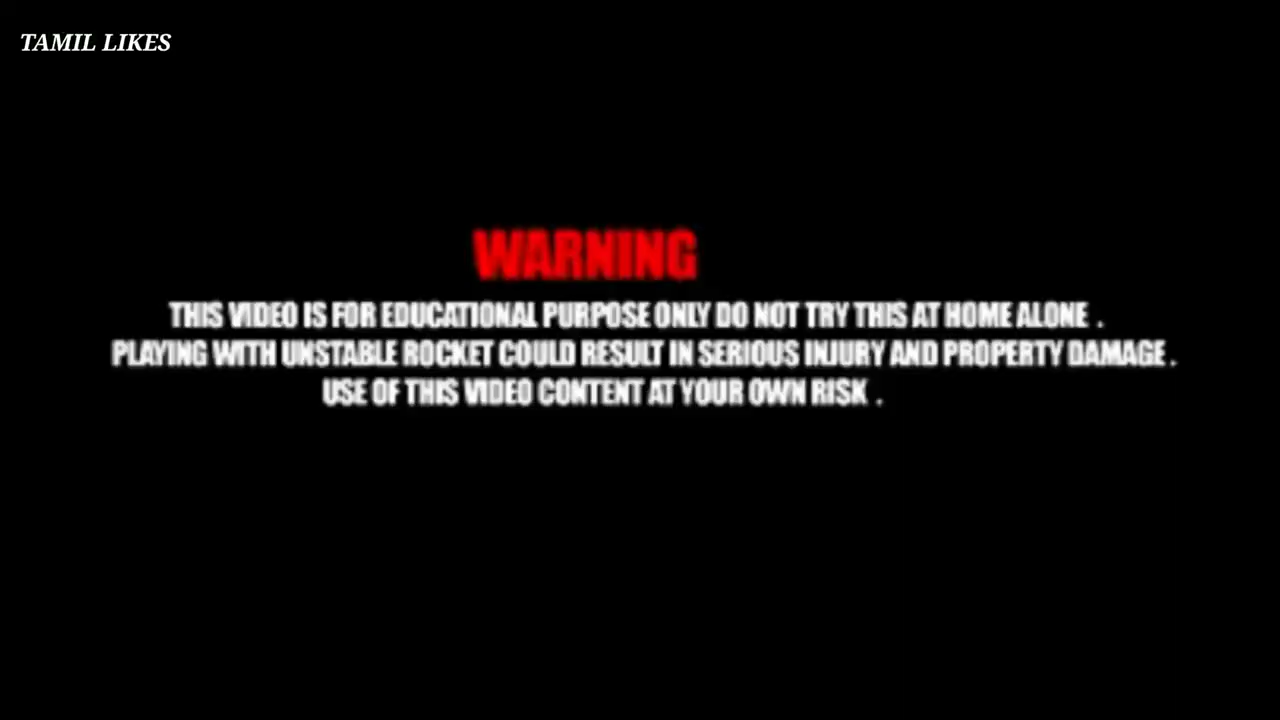 TAMIL LIKES
WARNING
THIS VIDEO IS FOR EDUCATIONAL PURPOSE ONLY DO NOT TRY THIS AT HOME ALONE .
PLAYING WITH UNSTABLE ROCKET COULD RESULT IN SERIOUS INJURY AND PROPERTY DAMAGE .
USE OF THIS VIDEO CONTENT AT YOUR OWN RISK .